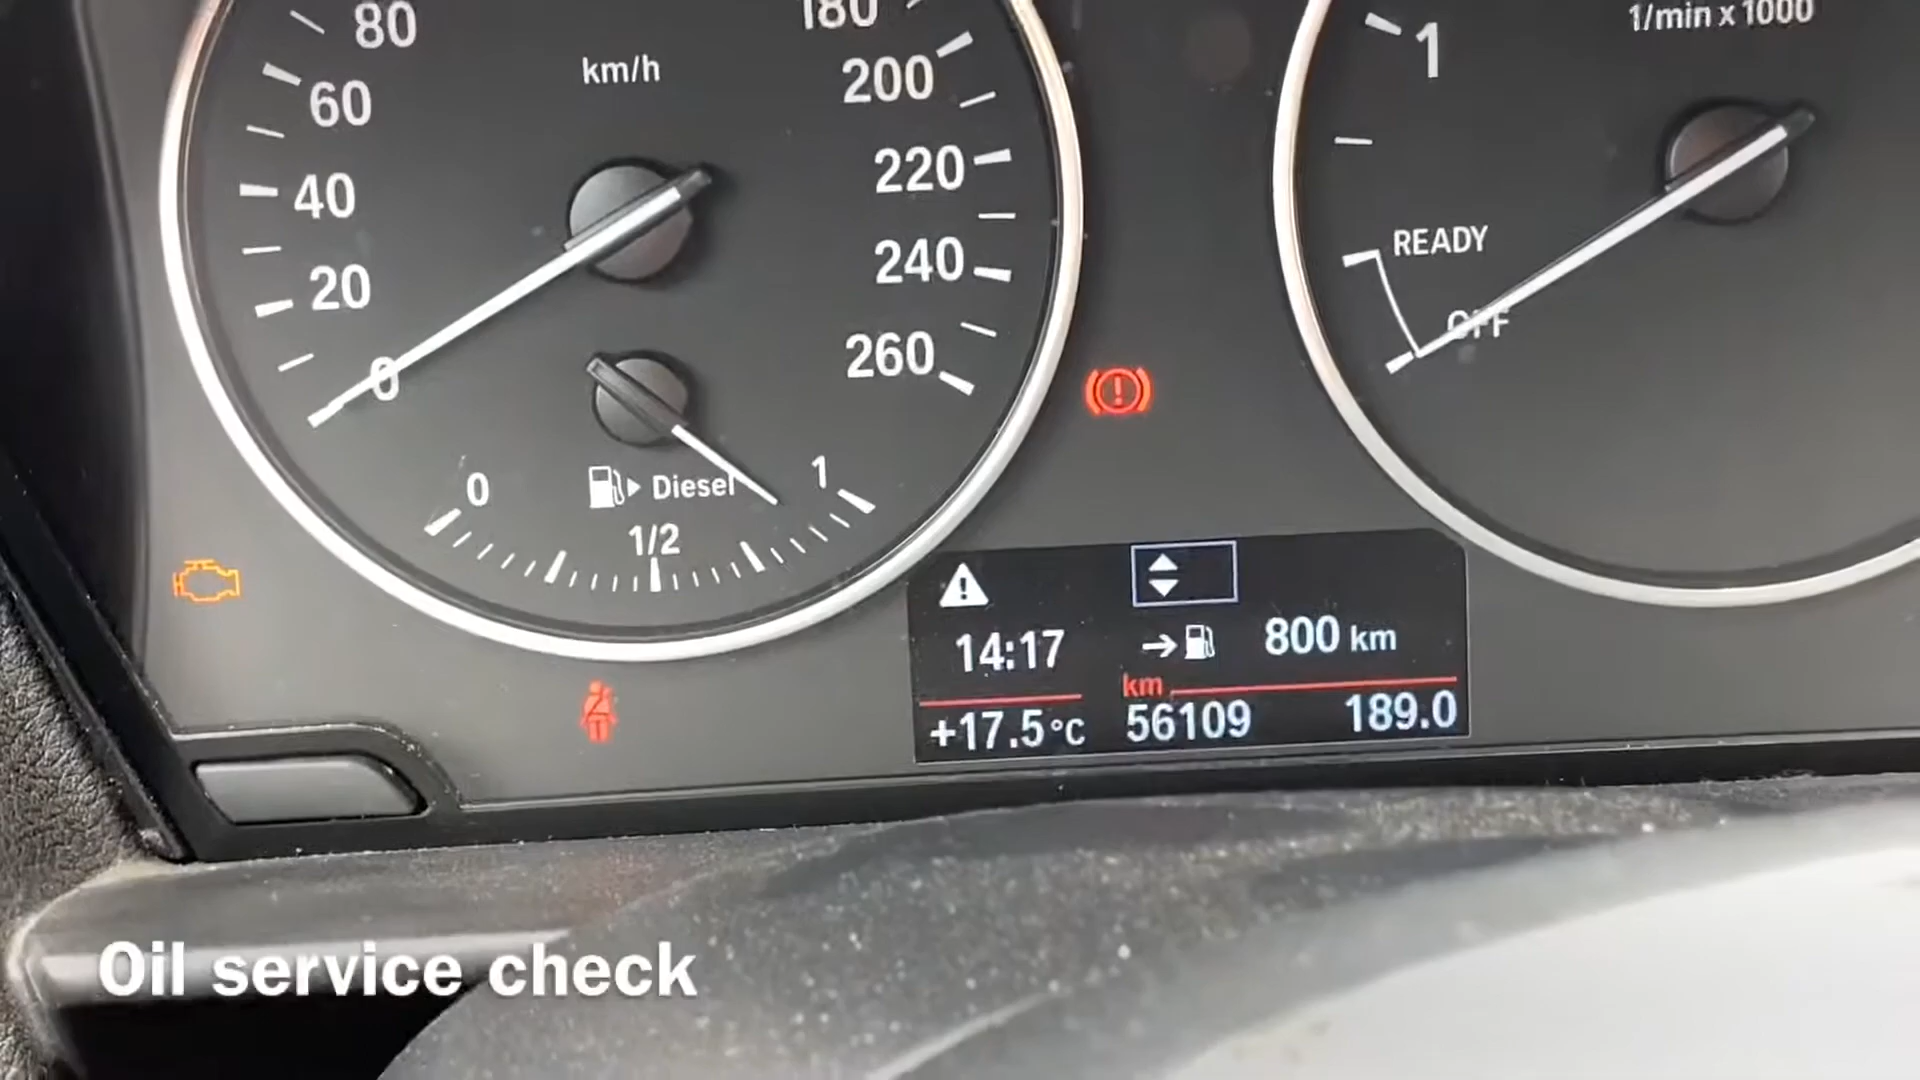 80
180
km/h
200
60
220
40
240
20
260
0
0
1
Diesel
1/2
1/min x 1000
1
READY
OFF
14:17
800 km
km
+17.5°C
56109
189.0
Oil service check